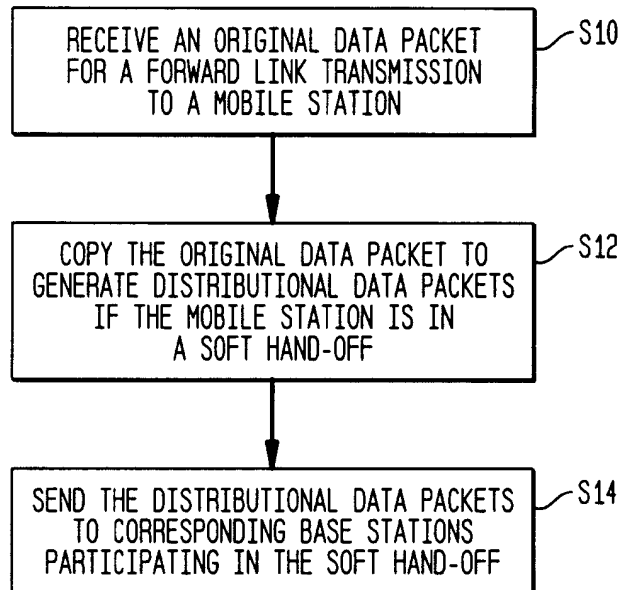 RECEIVE AN ORIGINAL DATA PACKET
FOR A FORWARD LINK TRANSMISSION
TO A MOBILE STATION
S10
COPY THE ORIGINAL DATA PACKET TO
GENERATE DISTRIBUTIONAL DATA PACKETS
IF THE MOBILE STATION IS IN
A SOFT HAND-OFF
S12
SEND THE DISTRIBUTIONAL DATA PACKETS
TO CORRESPONDING BASE STATIONS
PARTICIPATING IN THE SOFT HAND-OFF
S14